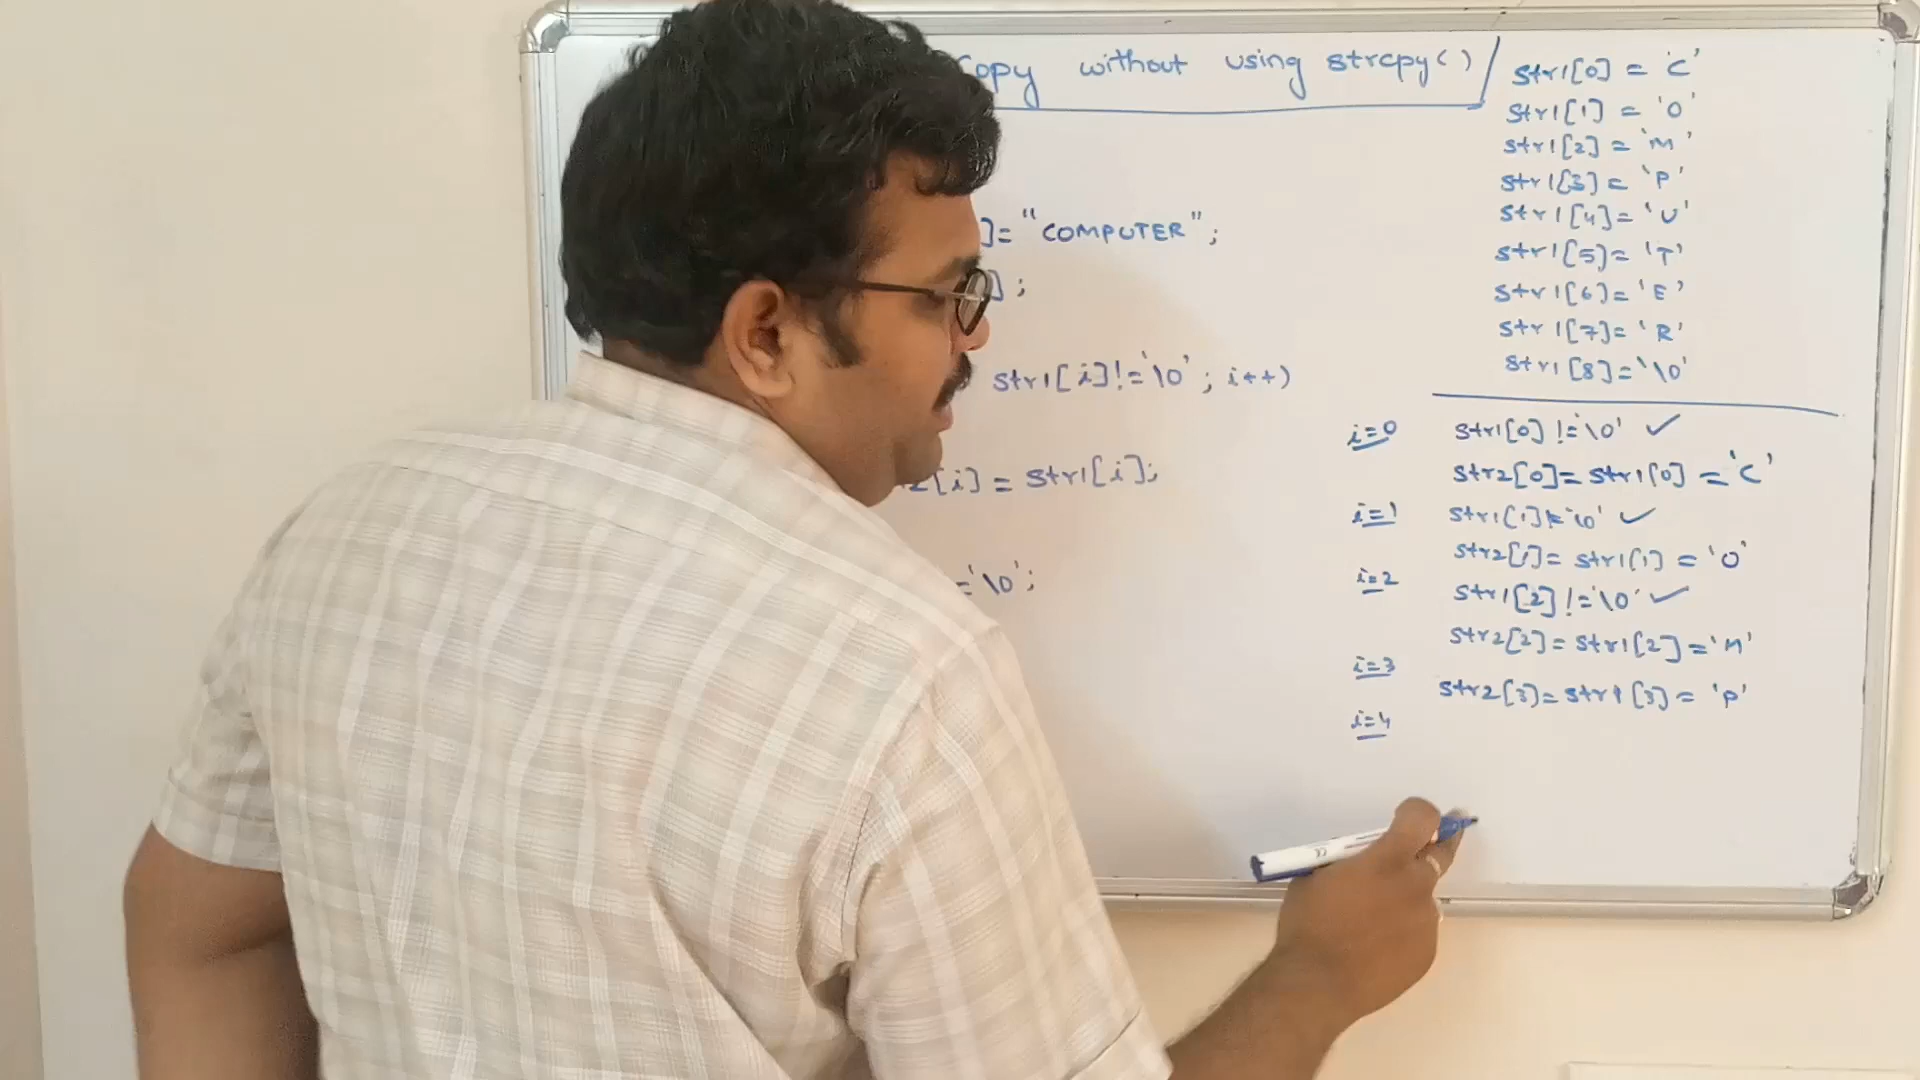 Copy without using strcpy()
]= "COMPUTER";
];
str1[i]!='\0'; i++)
2[i] = str1[i];
='\0';
str1[0] = 'C'
str1[1] = 'O'
str1[2] = 'M'
str1[3] = 'P'
str1[4] = 'U'
str1[5] = 'T'
str1[6] = 'E'
str1[7] = 'R'
str1[8] = '\0'
i=0 str1[0] != '\0' ✓
str2[0] = str1[0] = 'C'
i=1 str1[1] != '\0' ✓
str2[1] = str1[1] = 'O'
i=2 str1[2] != '\0' ✓
str2[2] = str1[2] = 'M'
i=3
str2[3] = str1[3] = 'P'
i=4